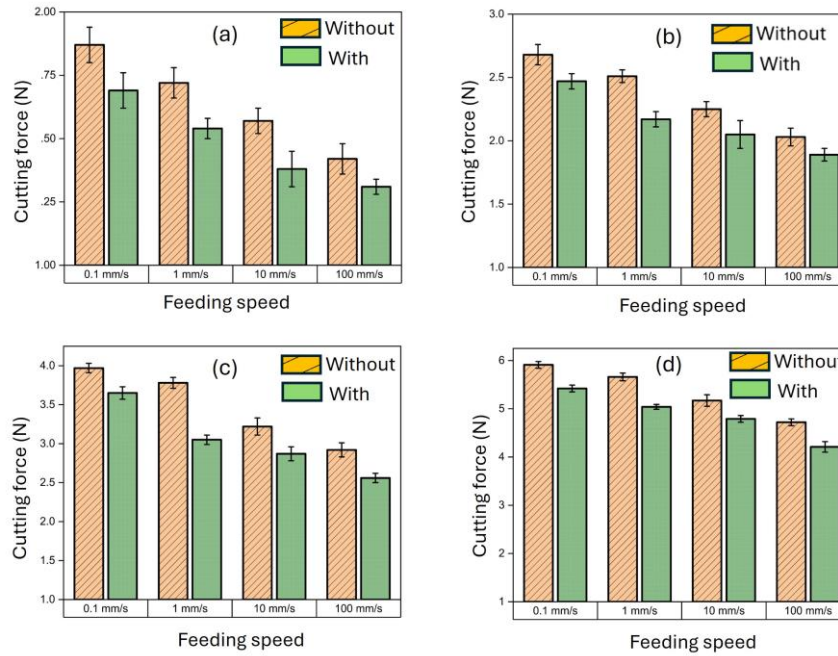 (a)
Without
With
Cutting force (N)
2.00
.75
.50
.25
1.00
0.1 mm/s
1 mm/s
10 mm/s
100 mm/s
Feeding speed
(b)
Without
With
Cutting force (N)
3.0
2.5
2.0
1.5
1.0
0.1 mm/s
1 mm/s
10 mm/s
100 mm/s
Feeding speed
(c)
Without
With
Cutting force (N)
4.0
3.5
3.0
2.5
2.0
1.5
1.0
0.1 mm/s
1 mm/s
10 mm/s
100 mm/s
Feeding speed
(d)
Without
With
Cutting force (N)
6
5
4
3
2
1
0.1 mm/s
1 mm/s
10 mm/s
100 mm/s
Feeding speed